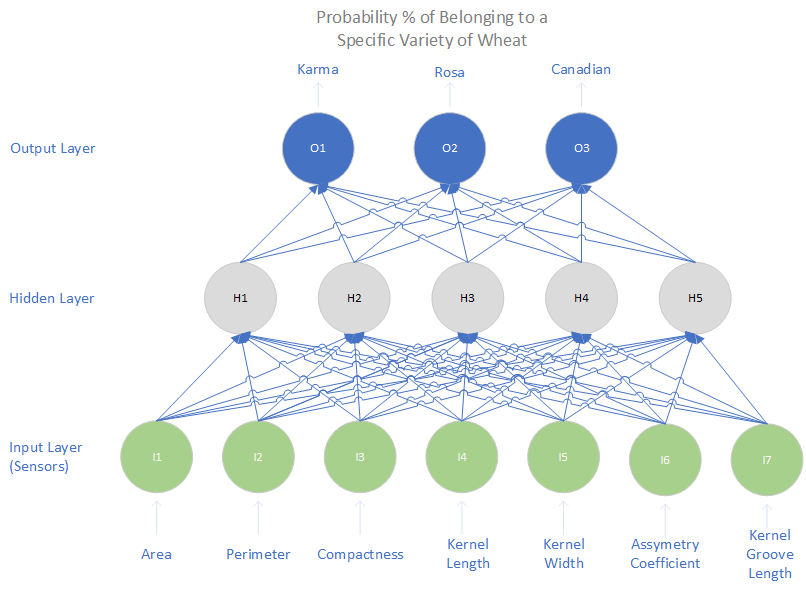 Probability % of Belonging to a
Specific Variety of Wheat
Karma
Rosa
Canadian
Output Layer
O1
O2
O3
Hidden Layer
H1
H2
H3
H4
H5
Input Layer
(Sensors)
I1
I2
I3
I4
I5
I6
I7
Area
Perimeter
Compactness
Kernel
Length
Kernel
Width
Assymetry
Coefficient
Kernel
Groove
Length